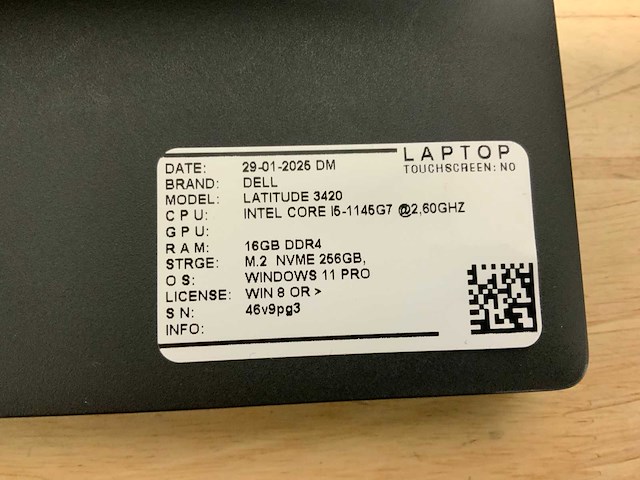 LAPTOP
TOUCHSCREEN: NO
DATE: 29-01-2025 DM
BRAND: DELL
MODEL: LATITUDE 3420
CPU: INTEL CORE I5-1145G7 @2,60GHZ
GPU:
RAM: 16GB DDR4
STRGE: M.2 NVME 256GB,
OS: WINDOWS 11 PRO
LICENSE: WIN 8 OR >
SN: 46v9pg3
INFO: